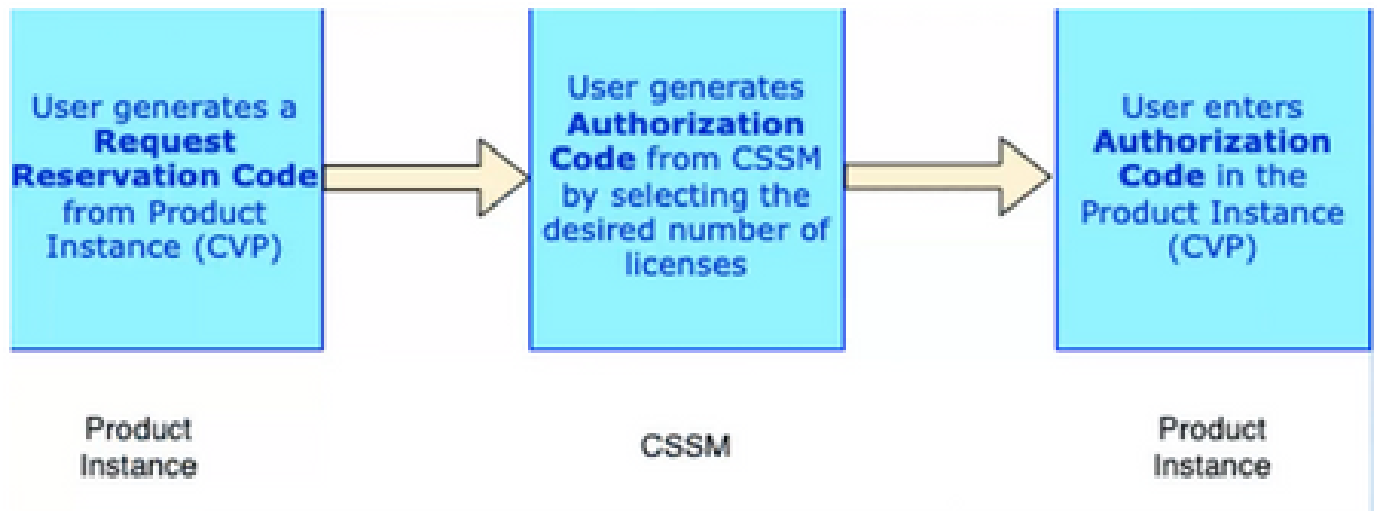 User generates a
Request
Reservation Code
from Product
Instance (CVP)
User generates
Authorization
Code from CSSM
by selecting the
desired number of
licenses
User enters
Authorization
Code in the
Product Instance
(CVP)
Product
Instance
CSSM
Product
Instance